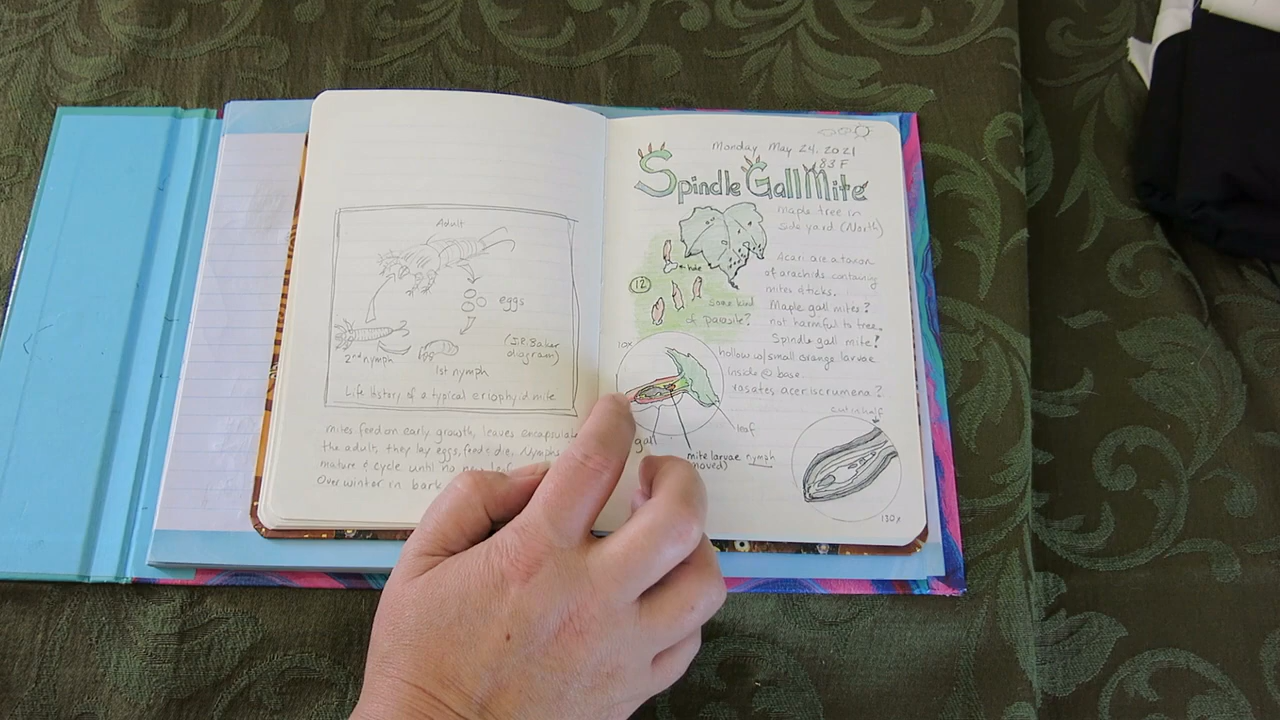 Adult
eggs
2nd nymph
1st nymph
(J.R. Baker
diagram)
Life History of a typical eriophyid mite
mites feed on early growth, leaves encapsulate
the adult, they lay eggs, feed & die. Nymphs
mature & cycle until no new leaf
Over winter in bark
Monday May 24, 2021
83 F
Spindle Gall Mite
maple tree in
side yard (North)
Acari are a taxon
of arachids containing
mites & ticks.
Maple gall mites?
not harmful to tree.
Spindle gall mite!
hole
12
some kind
of parasite?
10x
hollow w/ small orange larvae
inside @ base.
vasates aceriscrumena?
leaf
gall
mite larvae nymph
moved)
cut in half
130x